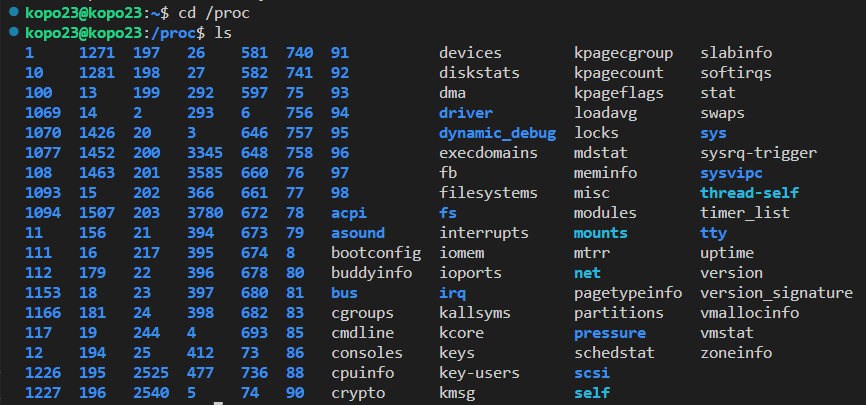 kopo23@kopo23:~$ cd /proc
kopo23@kopo23:/proc$ ls
1 1271 197 26 581 740 91 devices kpagecgroup slabinfo
10 1281 198 27 582 741 92 diskstats kpagecount softirqs
100 13 199 292 597 75 93 dma kpageflags stat
1069 14 2 293 6 756 94 driver loadavg swaps
1070 1426 20 3 646 757 95 dynamic_debug locks sys
1077 1452 200 3345 648 758 96 execdomains mdstat sysrq-trigger
108 1463 201 3585 660 76 97 fb meminfo sysvipc
1093 15 202 366 661 77 98 filesystems misc thread-self
1094 1507 203 3780 672 78 acpi fs modules timer_list
11 156 21 394 673 79 asound interrupts mounts tty
111 16 217 395 674 8 bootconfig iomem mtrr uptime
112 179 22 396 678 80 buddyinfo ioports net version
1153 18 23 397 680 81 bus irq pagetypeinfo version_signature
1166 181 24 398 682 83 cgroups kallsyms partitions vmallocinfo
117 19 244 4 693 85 cmdline kcore pressure vmstat
12 194 25 412 73 86 consoles keys schedstat zoneinfo
1226 195 2525 477 736 88 cpuinfo key-users scsi
1227 196 2540 5 74 90 crypto kmsg self